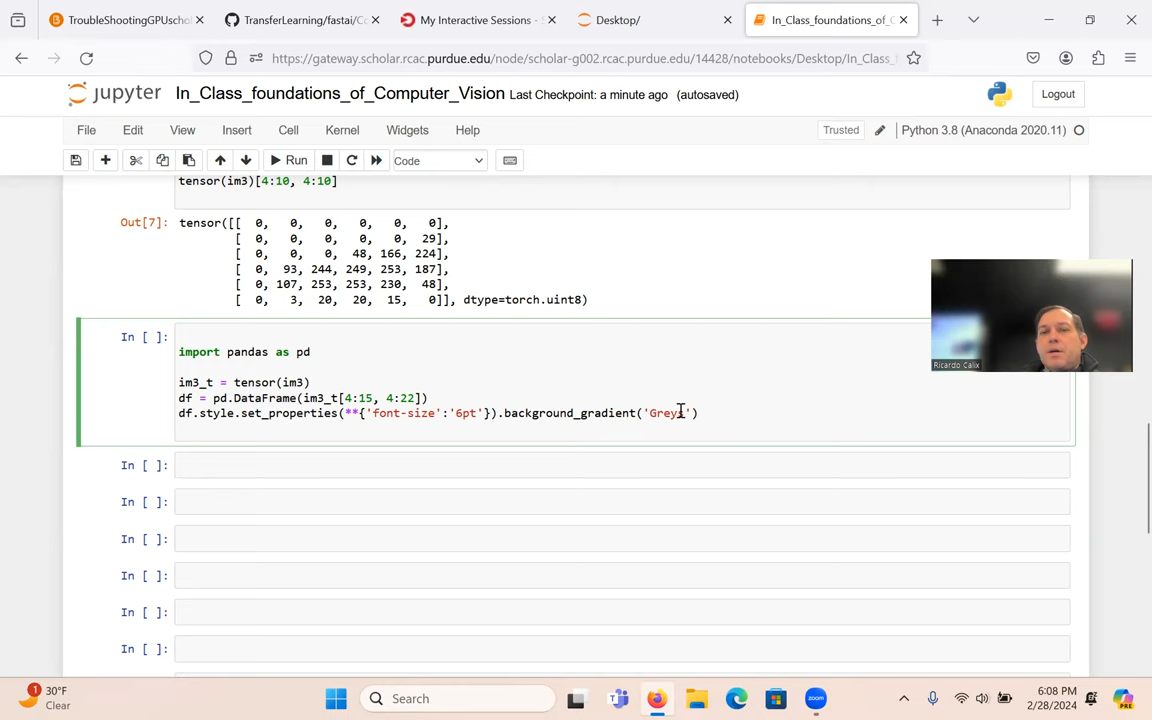 TroubleShootingGPUschol
TransferLearning/fastai/Co
My Interactive Sessions - S
Desktop/
In_Class_foundations_of_C
https://gateway.scholar.rcac.purdue.edu/node/scholar-g002.rcac.purdue.edu/14428/notebooks/Desktop/In_Class_
jupyter In_Class_foundations_of_Computer_Vision Last Checkpoint: a minute ago (autosaved)
Logout
File Edit View Insert Cell Kernel Widgets Help
Trusted Python 3.8 (Anaconda 2020.11)
Run Code
tensor(im3)[4:10, 4:10]
Out[7]: tensor([[ 0, 0, 0, 0, 0, 0],
[ 0, 0, 0, 0, 0, 29],
[ 0, 0, 0, 48, 166, 224],
[ 0, 93, 244, 249, 253, 187],
[ 0, 107, 253, 253, 230, 48],
[ 0, 3, 20, 20, 15, 0]], dtype=torch.uint8)
In [ ]:
import pandas as pd
im3_t = tensor(im3)
df = pd.DataFrame(im3_t[4:15, 4:22])
df.style.set_properties(**{'font-size':'6pt'}).background_gradient('Greys')
Ricardo Calix
In [ ]:
In [ ]:
In [ ]:
In [ ]:
In [ ]:
In [ ]:
1
30°F
Clear
Search
PRE
6:08 PM
2/28/2024